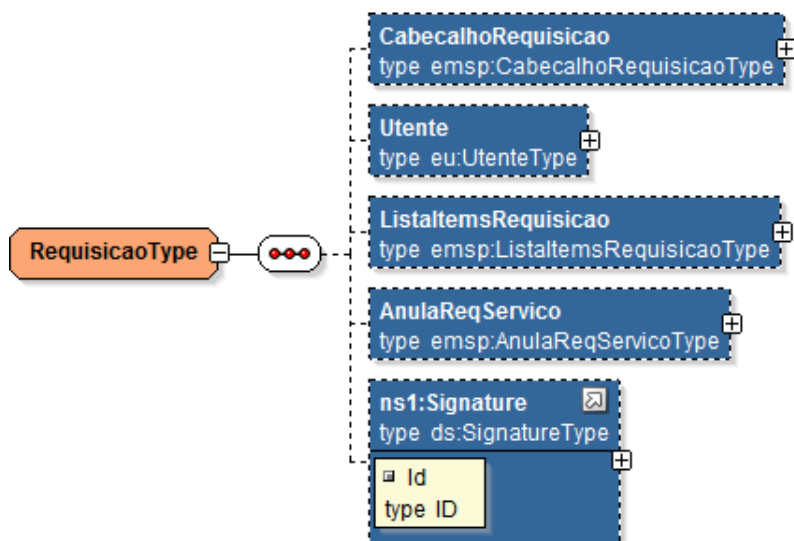 CabecalhoRequisicao
type emsp:CabecalhoRequisicaoType
Utente
type eu:UtenteType
ListaItemsRequisicao
type emsp:ListaItemsRequisicaoType
RequisicaoType
AnulaReqServico
type emsp:AnulaReqServicoType
ns1:Signature
type ds:SignatureType
Id
type ID